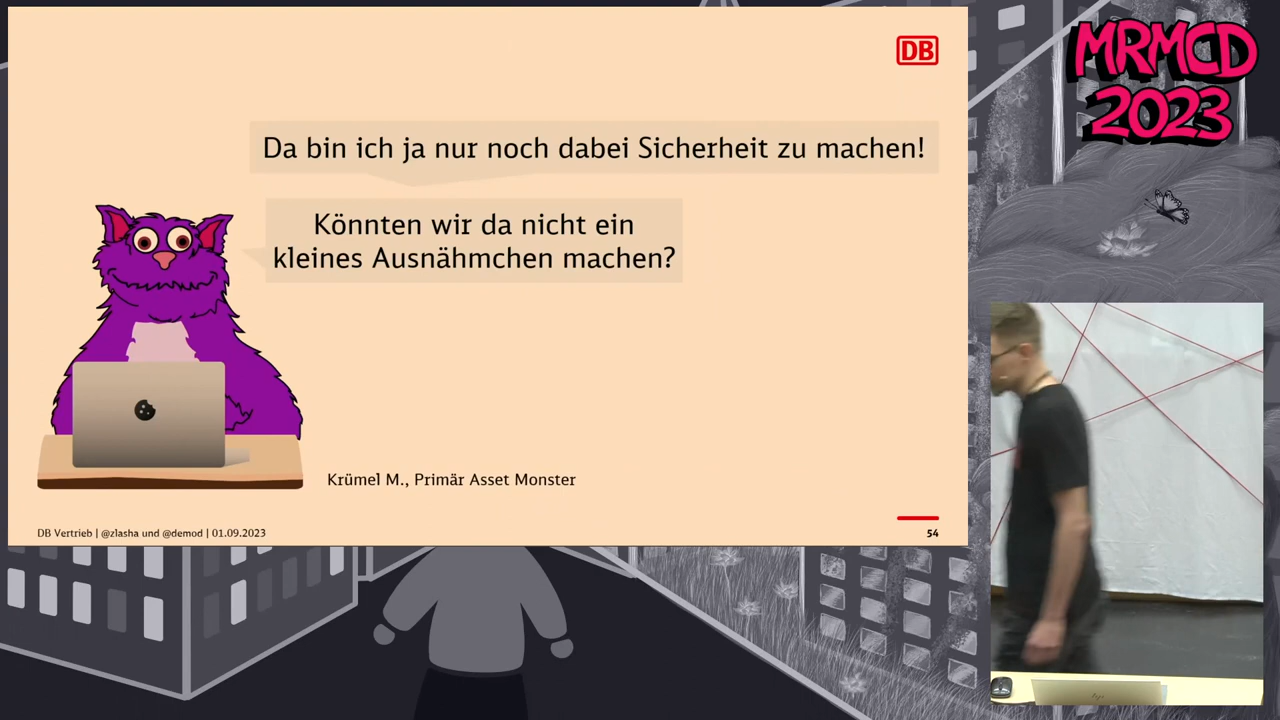 DB
MRMCD
2023
Da bin ich ja nur noch dabei Sicherheit zu machen!
Könnten wir da nicht ein
kleines Ausnähmchen machen?
Krümel M., Primär Asset Monster
DB Vertrieb | @zlasha und @demod | 01.09.2023
54